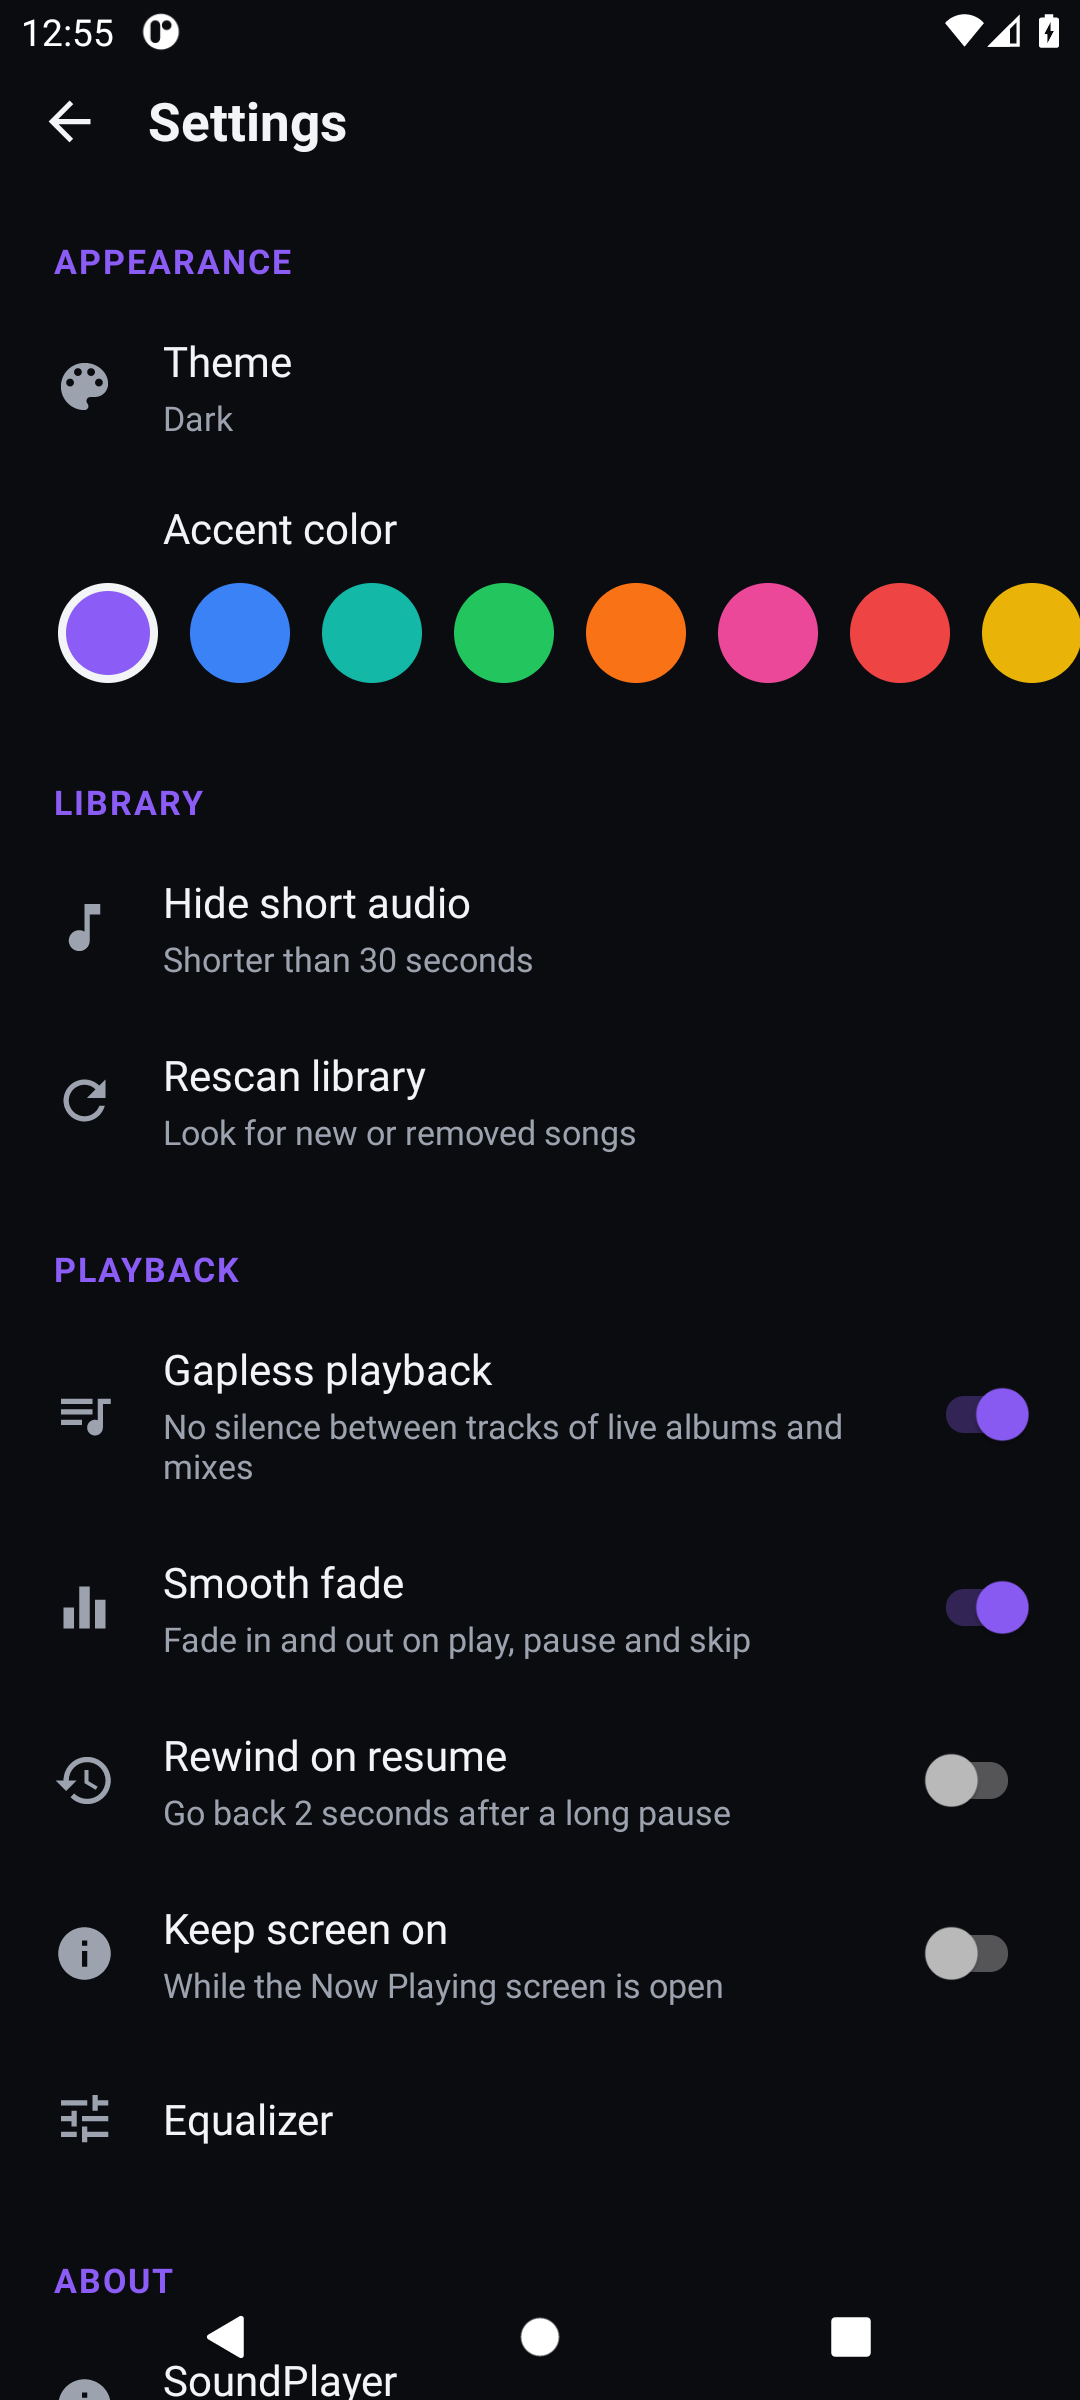 12:55
Settings
APPEARANCE
Theme
Dark
Accent color
LIBRARY
Hide short audio
Shorter than 30 seconds
Rescan library
Look for new or removed songs
PLAYBACK
Gapless playback
No silence between tracks of live albums and
mixes
Smooth fade
Fade in and out on play, pause and skip
Rewind on resume
Go back 2 seconds after a long pause
Keep screen on
While the Now Playing screen is open
Equalizer
ABOUT
SoundPlayer